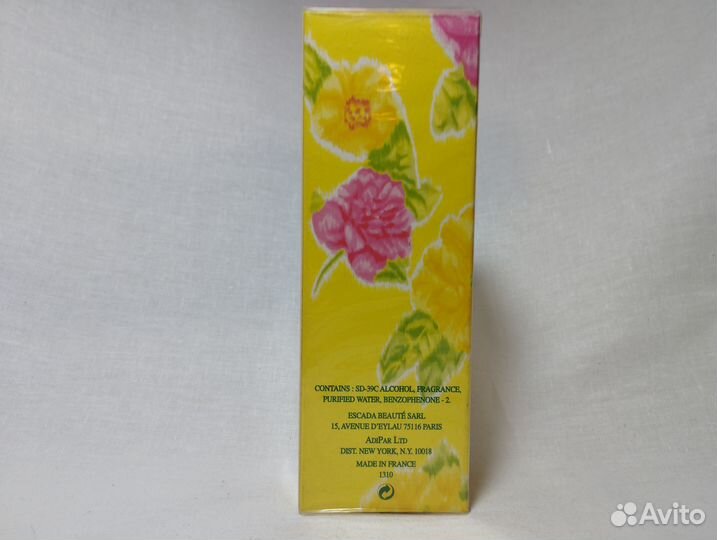 CONTAINS : SD-39C ALCOHOL, FRAGRANCE,
PURIFIED WATER, BENZOPHENONE - 2.
ESCADA BEAUTÉ SARL
15, AVENUE D'EYLAU 75116 PARIS
ADIPAR LTD
DIST. NEW YORK, N.Y. 10018
MADE IN FRANCE
1310
Avito